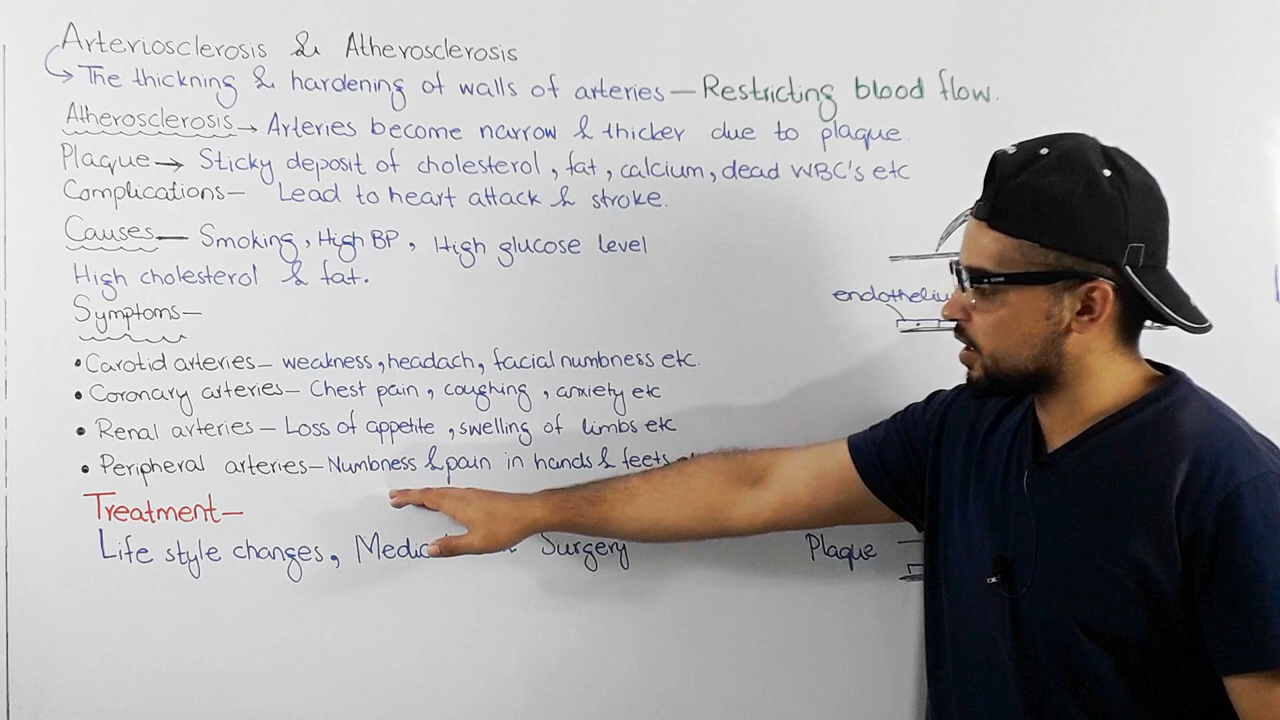 Arteriosclerosis & Atherosclerosis
The thickning & hardening of walls of arteries — Restricting blood flow.
Atherosclerosis → Arteries become narrow & thicker due to plaque.
Plaque → Sticky deposit of cholesterol, fat, calcium, dead WBC's etc
Complications — Lead to heart attack & stroke.
Causes — Smoking, High BP, High glucose level
High cholesterol & fat.
Symptoms —
• Carotid arteries — weakness, headach, facial numbness etc.
• Coronary arteries — Chest pain, coughing, anxiety etc
• Renal arteries — Loss of appetite, swelling of limbs etc
• Peripheral arteries — Numbness & pain in hands & feets
Treatment —
Life style changes, Surgery
Plaque